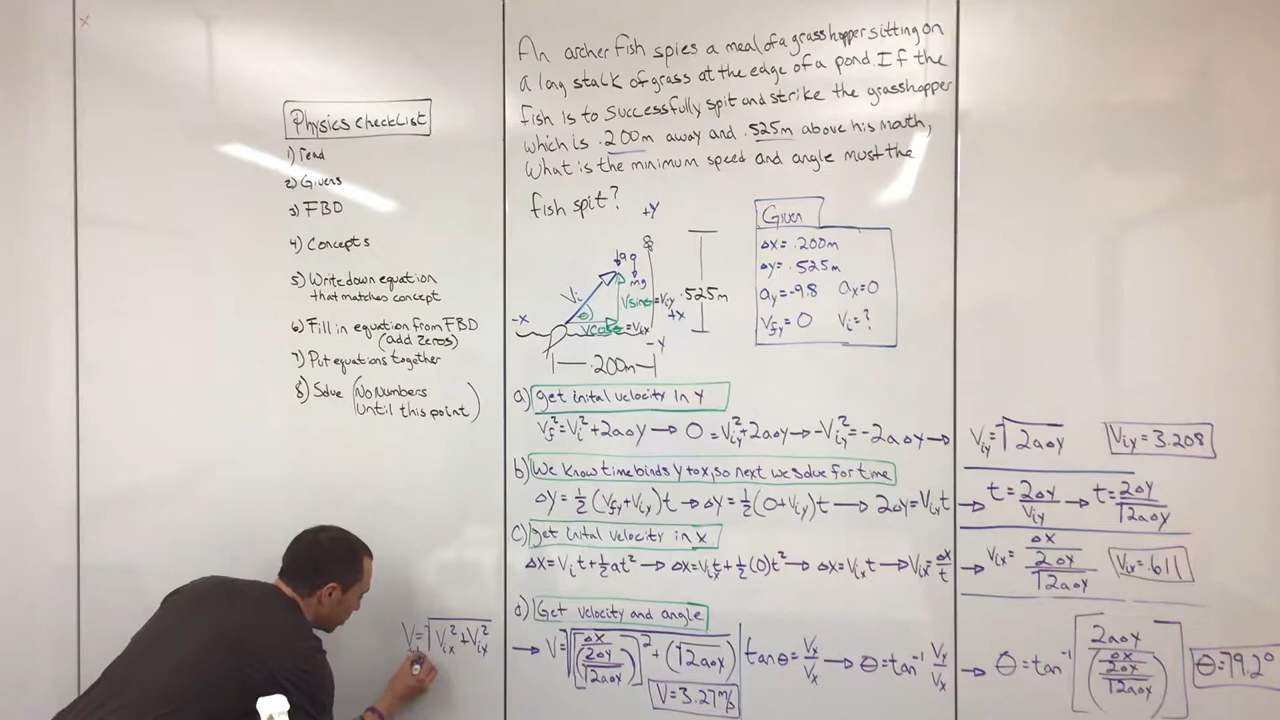 Physics Checklist
1) read
2) Givens
3) FBD
4) Concepts
5) Write down equation
that matches concept
6) Fill in equation from FBD
(add zeros)
7) Put equations together
8) Solve (No Numbers
Until this point)
An archer fish spies a meal of a grasshopper sitting on
a long stalk of grass at the edge of a pond. If the
fish is to successfully spit and strike the grasshopper
which is .200m away and .525m above his mouth,
What is the minimum speed and angle must the
fish spit?
+Y
mg
Vi
θ
Vsinθ=Viy
.525m
-X
+X
Vcosθ=Vix
-Y
.200m
Given
Δx= .200m
Δy= .525m
ay=-9.8 ax=0
Vfy=0 Vi=?
a) get inital velocity in y
Vf²=Vi²+2aΔy → 0=Viy²+2aΔy → -Viy²=-2aΔy → Viy=√2aΔy Viy=3.208
b) We know time binds y to x, so next we solve for time
Δy=½(Vfy+Viy)t → Δy=½(0+Viy)t → 2Δy=Viyt → t=2Δy/Viy → t=2Δy/√2aΔy
c) get inital velocity in x
Δx=Vit+½at² → Δx=Vixt+½(0)t² → Δx=Vixt → Vix=Δx/t → Vix=Δx/(2Δy/√2aΔy) Vix=.611
d) Get velocity and angle
V=√Vix²+Viy² → V=√(Δx/(2Δy/√2aΔy))²+(√2aΔy) V=3.27m/s
tanθ=Vy/Vx → θ=tan⁻¹ Vy/Vx → θ=tan⁻¹[√2aΔy/(Δx/(2Δy/√2aΔy))] θ=79.2°